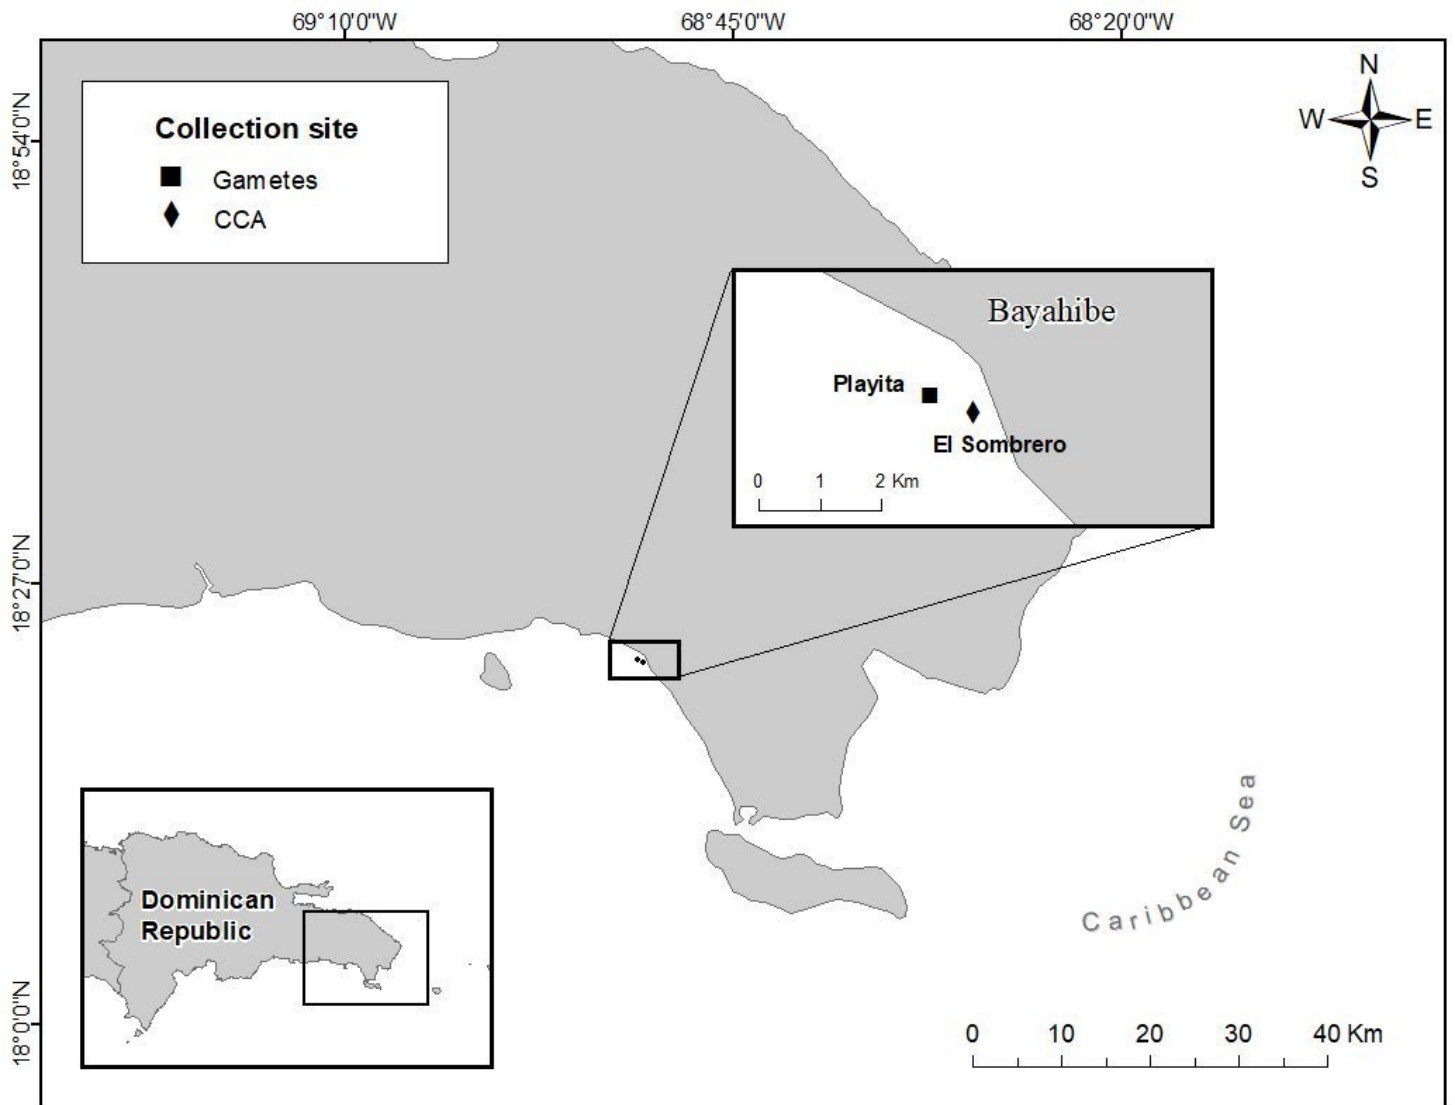 69°10'0"W 68°45'0"W 68°20'0"W
18°54'0"N
18°27'0"N
18°0'0"N
Collection site
Gametes
CCA
N
W E
S
Bayahibe
Playita
El Sombrero
0 1 2 Km
Dominican
Republic
Caribbean Sea
0 10 20 30 40 Km